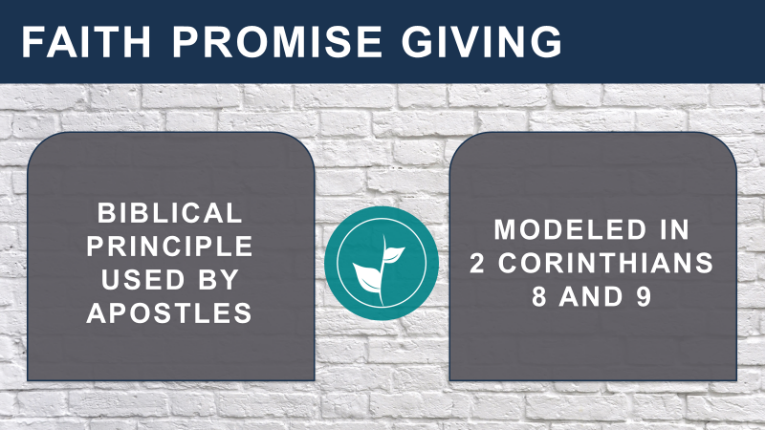 FAITH PROMISE GIVING
BIBLICAL
PRINCIPLE
USED BY
APOSTLES
MODELED IN
2 CORINTHIANS
8 AND 9